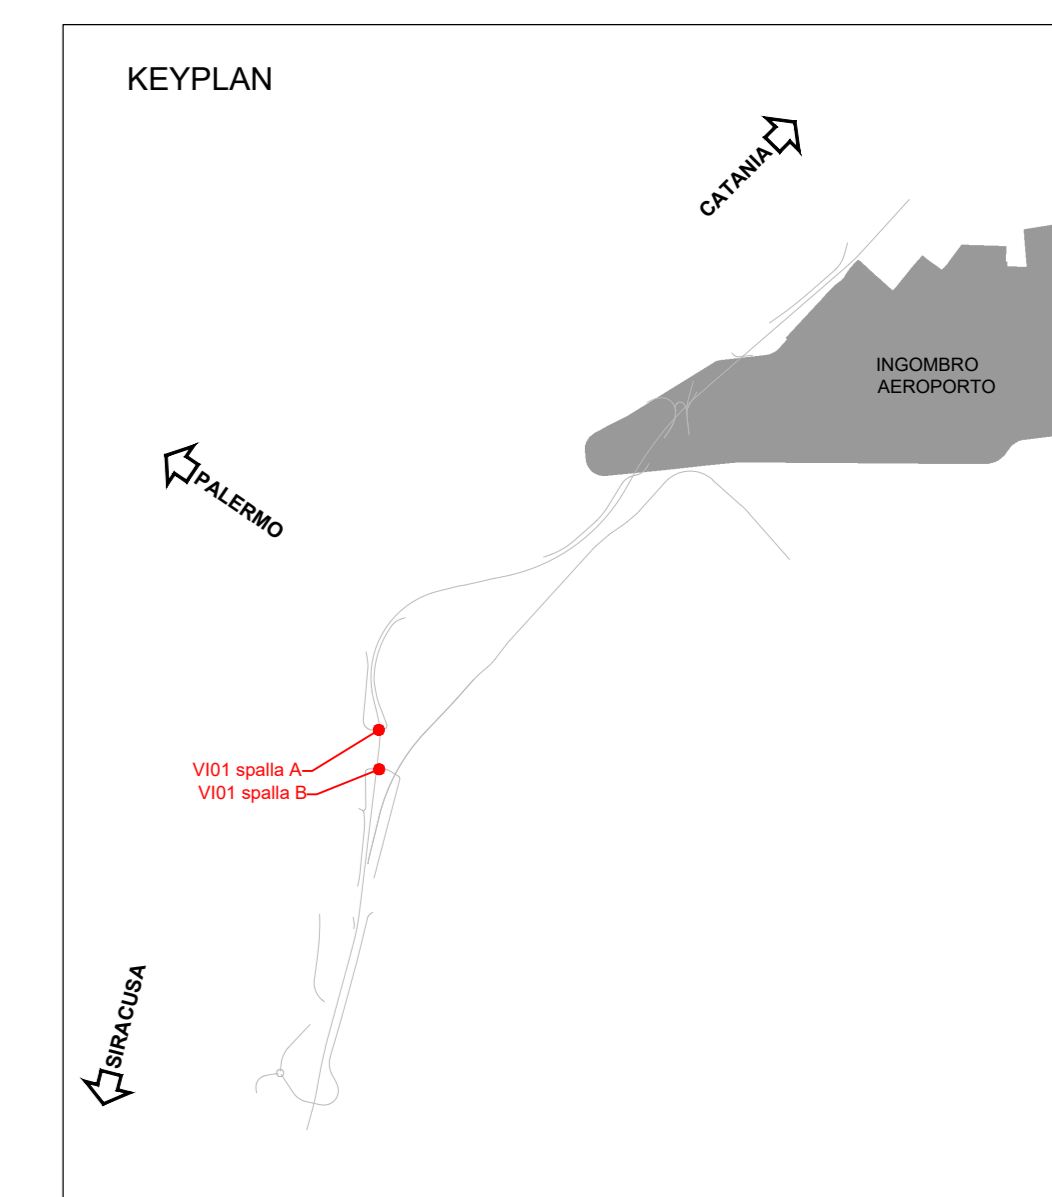 KEYPLAN
CATANIA
INGOMBRO
AEROPORTO
PALERMO
VI01 spalla A
VI01 spalla B
SIRACUSA